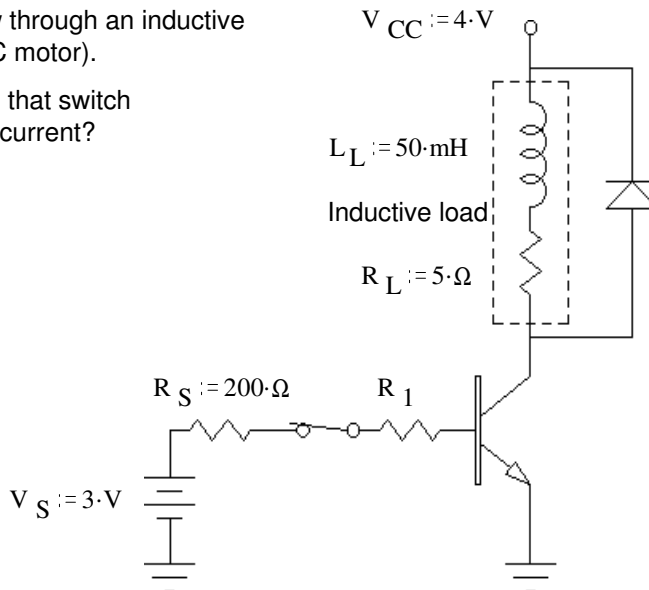 through an inductive
C motor).
that switch
current?
V CC := 4·V
L L := 50·mH
Inductive load
R L := 5·Ω
R S := 200·Ω
R 1
V S := 3·V